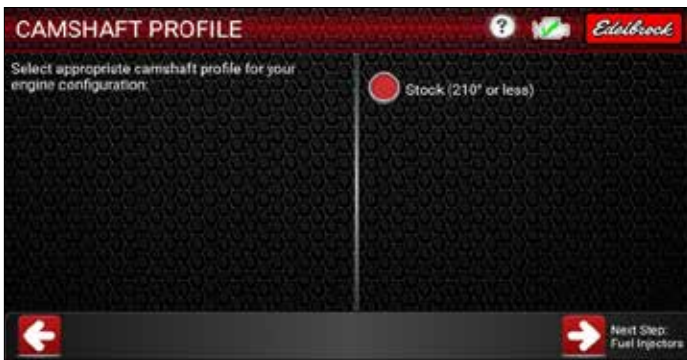 CAMSHAFT PROFILE
?
Edelbrock
Select appropriate camshaft profile for your
engine configuration:
Stock (210° or less)
Next Step:
Fuel Injectors